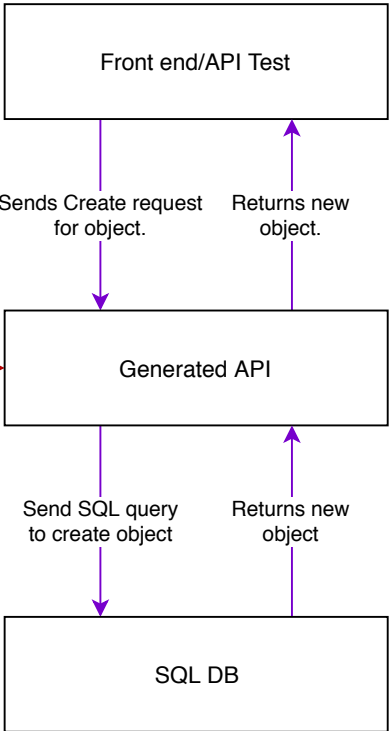 Front end/API Test
Sends Create request
for object.
Returns new
object.
Generated API
Send SQL query
to create object
Returns new
object
SQL DB